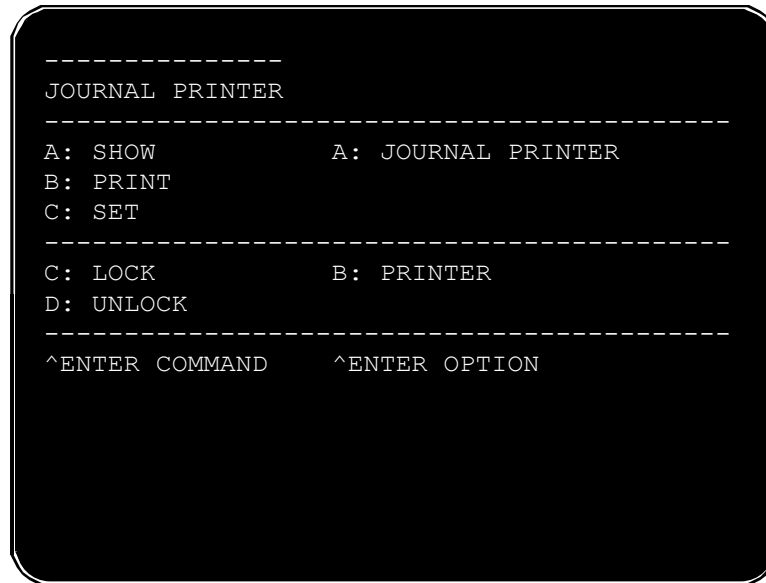 ---------------
JOURNAL PRINTER
-------------------------------------------
A: SHOW A: JOURNAL PRINTER
B: PRINT
C: SET
-------------------------------------------
C: LOCK B: PRINTER
D: UNLOCK
-------------------------------------------
^ENTER COMMAND ^ENTER OPTION